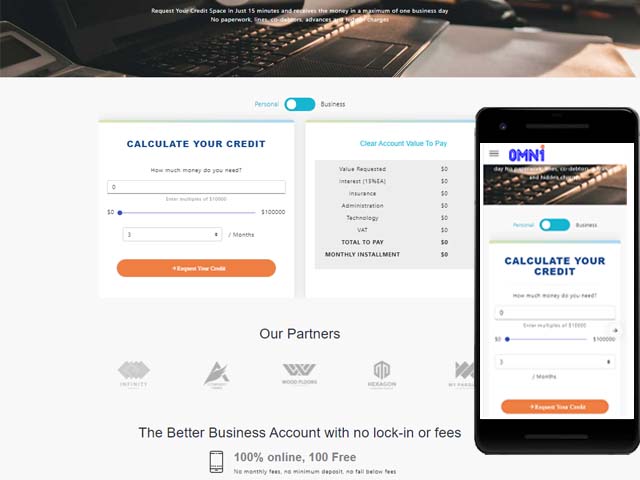 Request Your Credit Space In Just 15 minutes and receives the money in a maximum of one business day
No paperwork, lines, co-debtors, advances and hidden charges
Personal Business
CALCULATE YOUR CREDIT
How much money do you need?
0
Enter multiples of $10000
$0 $100000
3 / Months
Request Your Credit
Clear Account Value To Pay
Value Requested $0
Interest (15%EA) $0
Insurance $0
Administration $0
Technology $0
VAT $0
TOTAL TO PAY $0
MONTHLY INSTALLMENT $0
Our Partners
INFINITY
WOOD FLOORS
HEXAGON
The Better Business Account with no lock-in or fees
100% online, 100 Free
No monthly fees, no minimum deposit, no fall below fees
OMNi
day No paperwork, lines, co-debtors,
and hidden
Personal Business
CALCULATE YOUR
CREDIT
How much money do you need?
0
Enter multiples of $10000
$0 $100000
3
/ Months
Request Your Credit